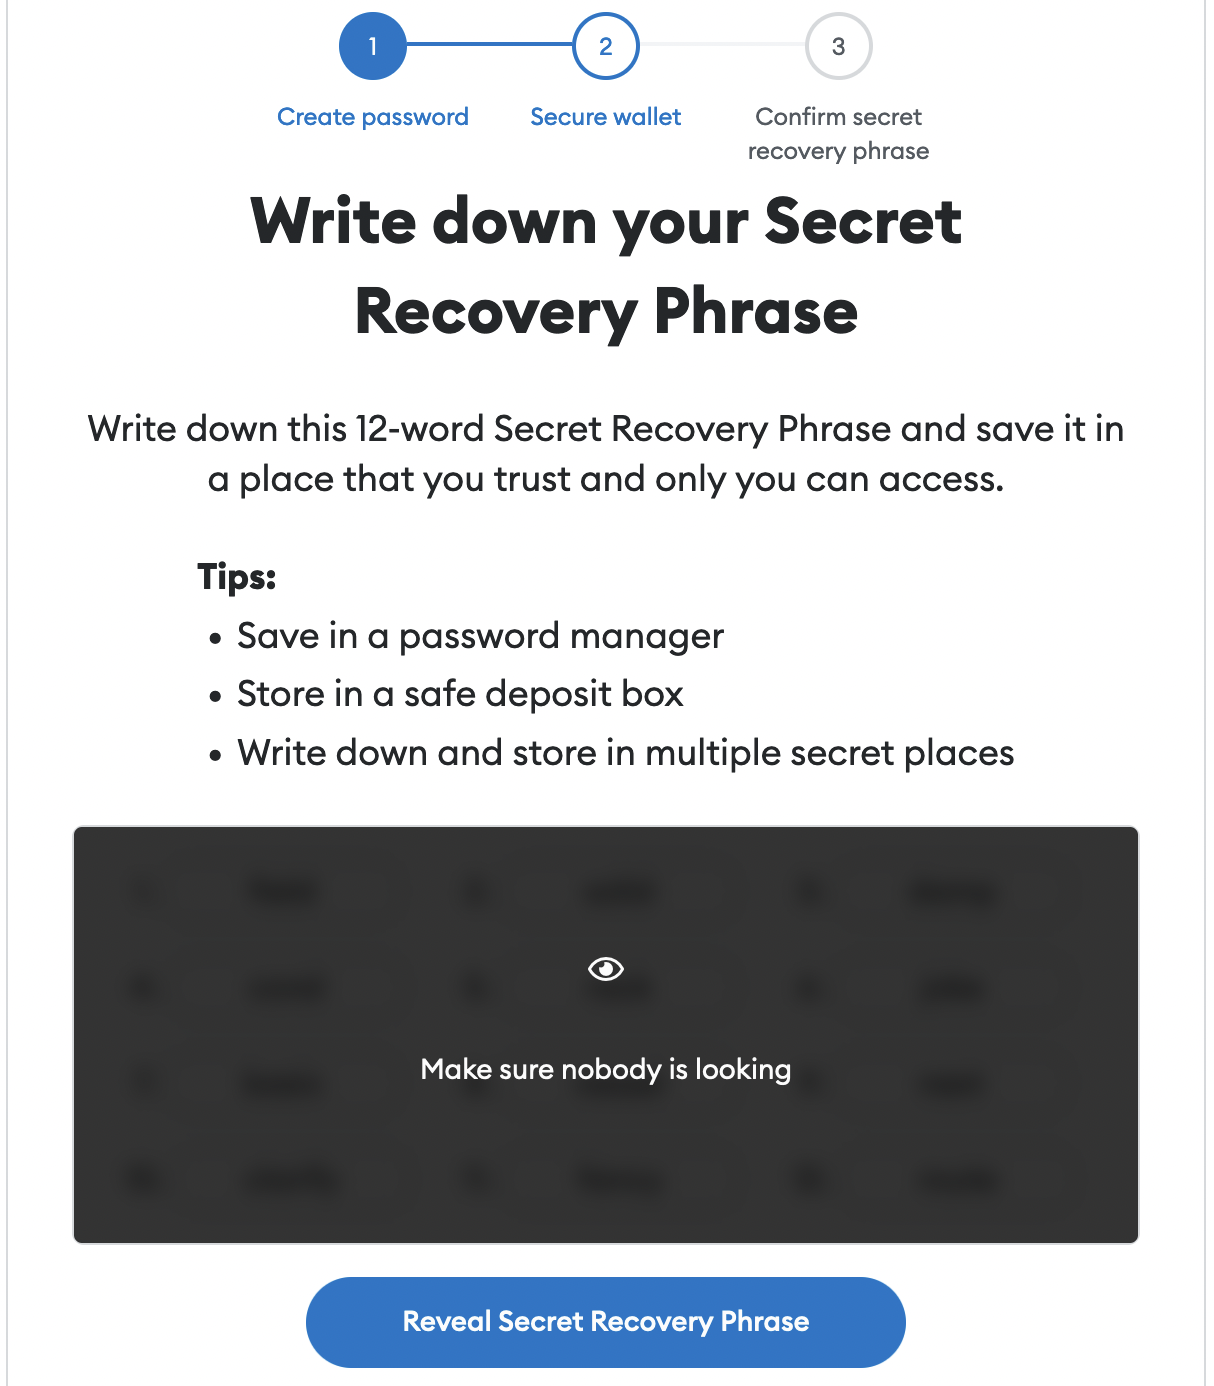 1
2
3
Create password
Secure wallet
Confirm secret
recovery phrase
Write down your Secret
Recovery Phrase
Write down this 12-word Secret Recovery Phrase and save it in
a place that you trust and only you can access.
Tips:
• Save in a password manager
• Store in a safe deposit box
• Write down and store in multiple secret places
Make sure nobody is looking
Reveal Secret Recovery Phrase